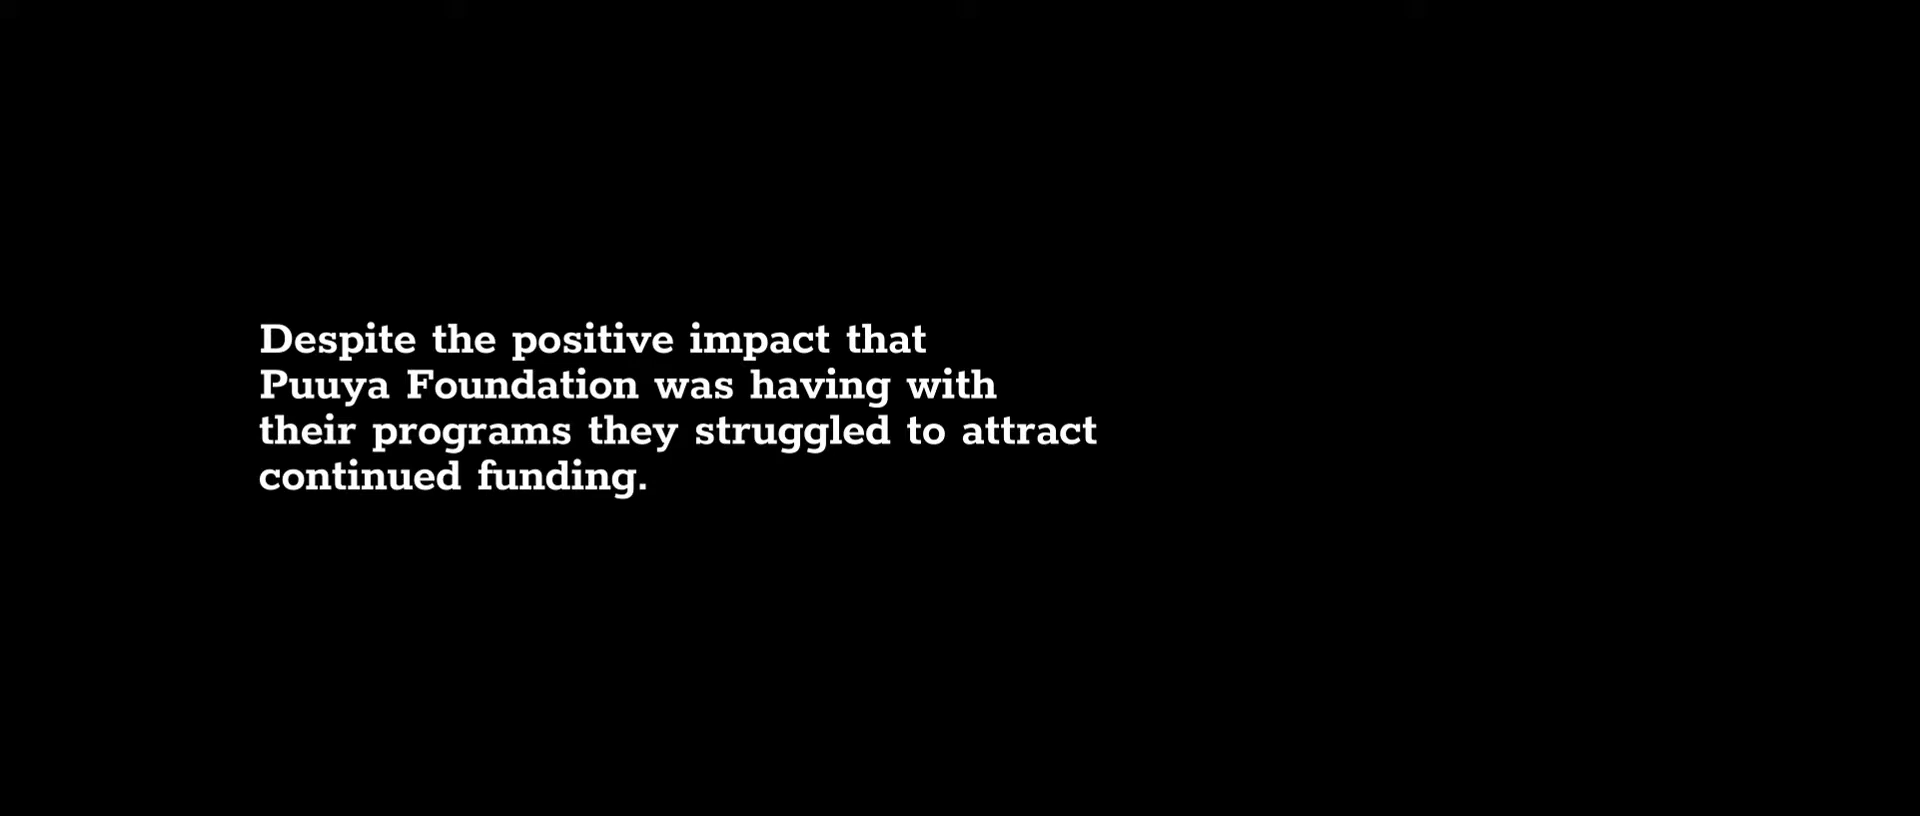 Despite the positive impact that
Puuya Foundation was having with
their programs they struggled to attract
continued funding.